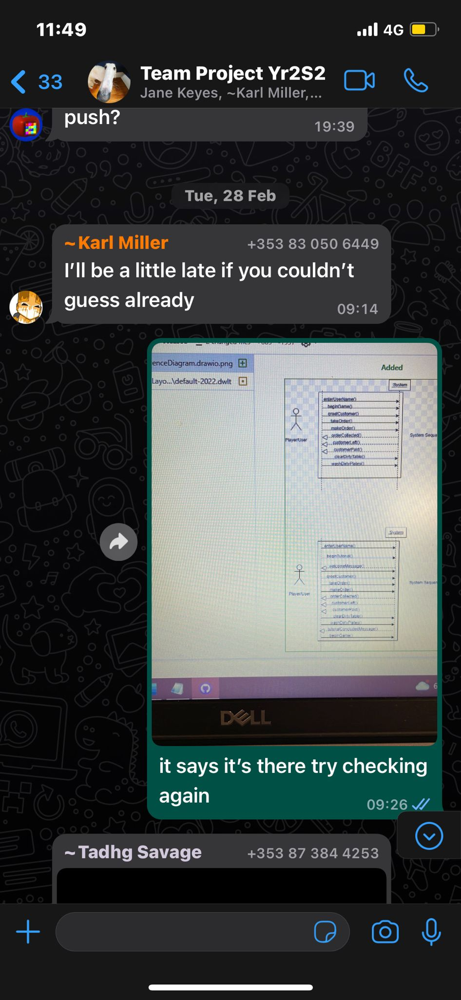 11:49
4G
33
Team Project Yr2S2
Jane Keyes, ~Karl Miller,...
push?
19:39
Tue, 28 Feb
~Karl Miller
+353 83 050 6449
I’ll be a little late if you couldn’t
guess already
09:14
enceDiagram.drawio.png
Layo...\default-2022.dwlt
Added
:System
enterUserName()
beginGame()
greetCustomer()
takeOrder()
makeOrder()
orderCollected()
customerLeft()
customerPaid()
clearDirtyTable()
washDirtyPlates()
Player/User
System Seque
:System
enterUserName()
beginTutorial()
welcomeMessage()
greetCustomer()
takeOrder()
makeOrder()
orderCollected()
customerLeft()
customerPaid()
clearDirtyTable()
washDirtyPlates()
tutorialConcludedMessage()
beginGame()
Player/User
System Sequen
6
DELL
it says it’s there try checking
again
09:26
~Tadhg Savage
+353 87 384 4253